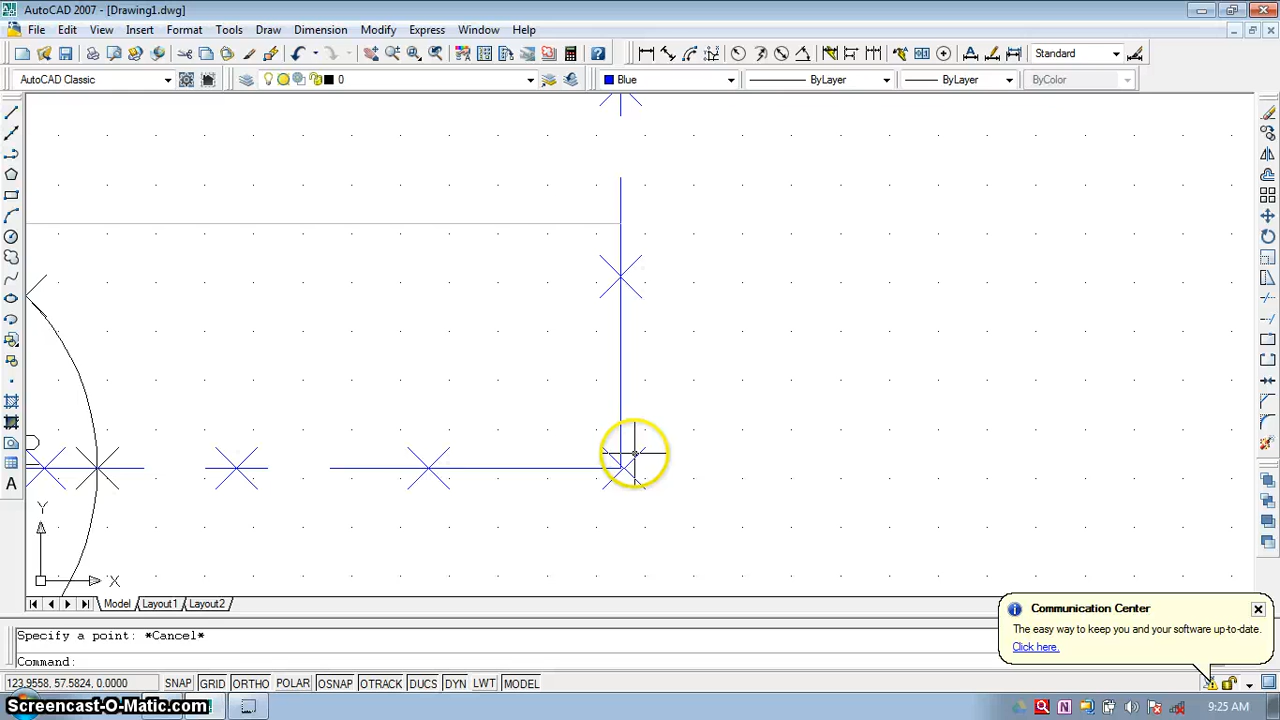 AutoCAD 2007 - [Drawing1.dwg]
File Edit View Insert Format Tools Draw Dimension Modify Express Window Help
Standard
AutoCAD Classic
0
Blue
ByLayer
ByLayer
ByColor
Y
X
Model Layout1 Layout2
Communication Center
The easy way to keep you and your software up-to-date.
Click here.
Specify a point: *Cancel*
Command:
123.9558, 57.5824, 0.0000
SNAP GRID ORTHO POLAR OSNAP OTRACK DUCS DYN LWT MODEL
Screencast-O-Matic.com
9:25 AM